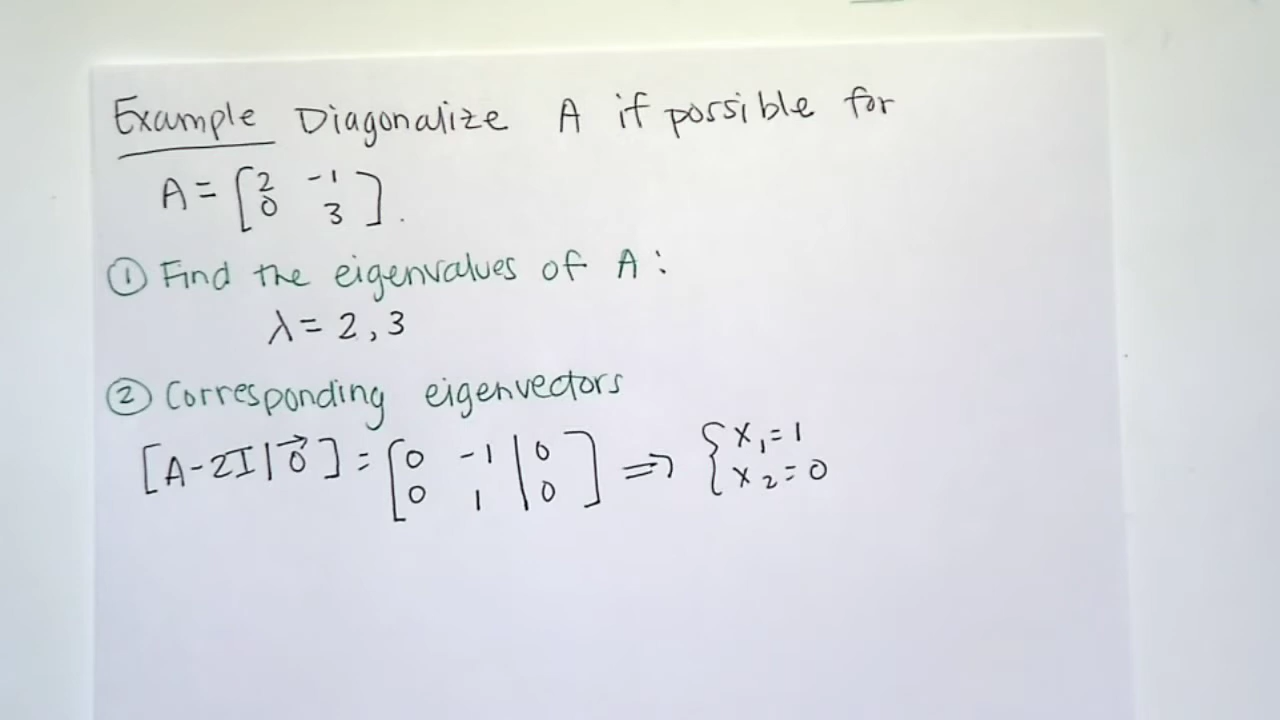 Example Diagonalize A if possible for
A = [2 -1
0 3].
① Find the eigenvalues of A:
λ = 2, 3
② Corresponding eigenvectors
[A-2I | 0⃗] = [0 -1 | 0
0 1 | 0] ⇒ { x₁ = 1
x₂ = 0